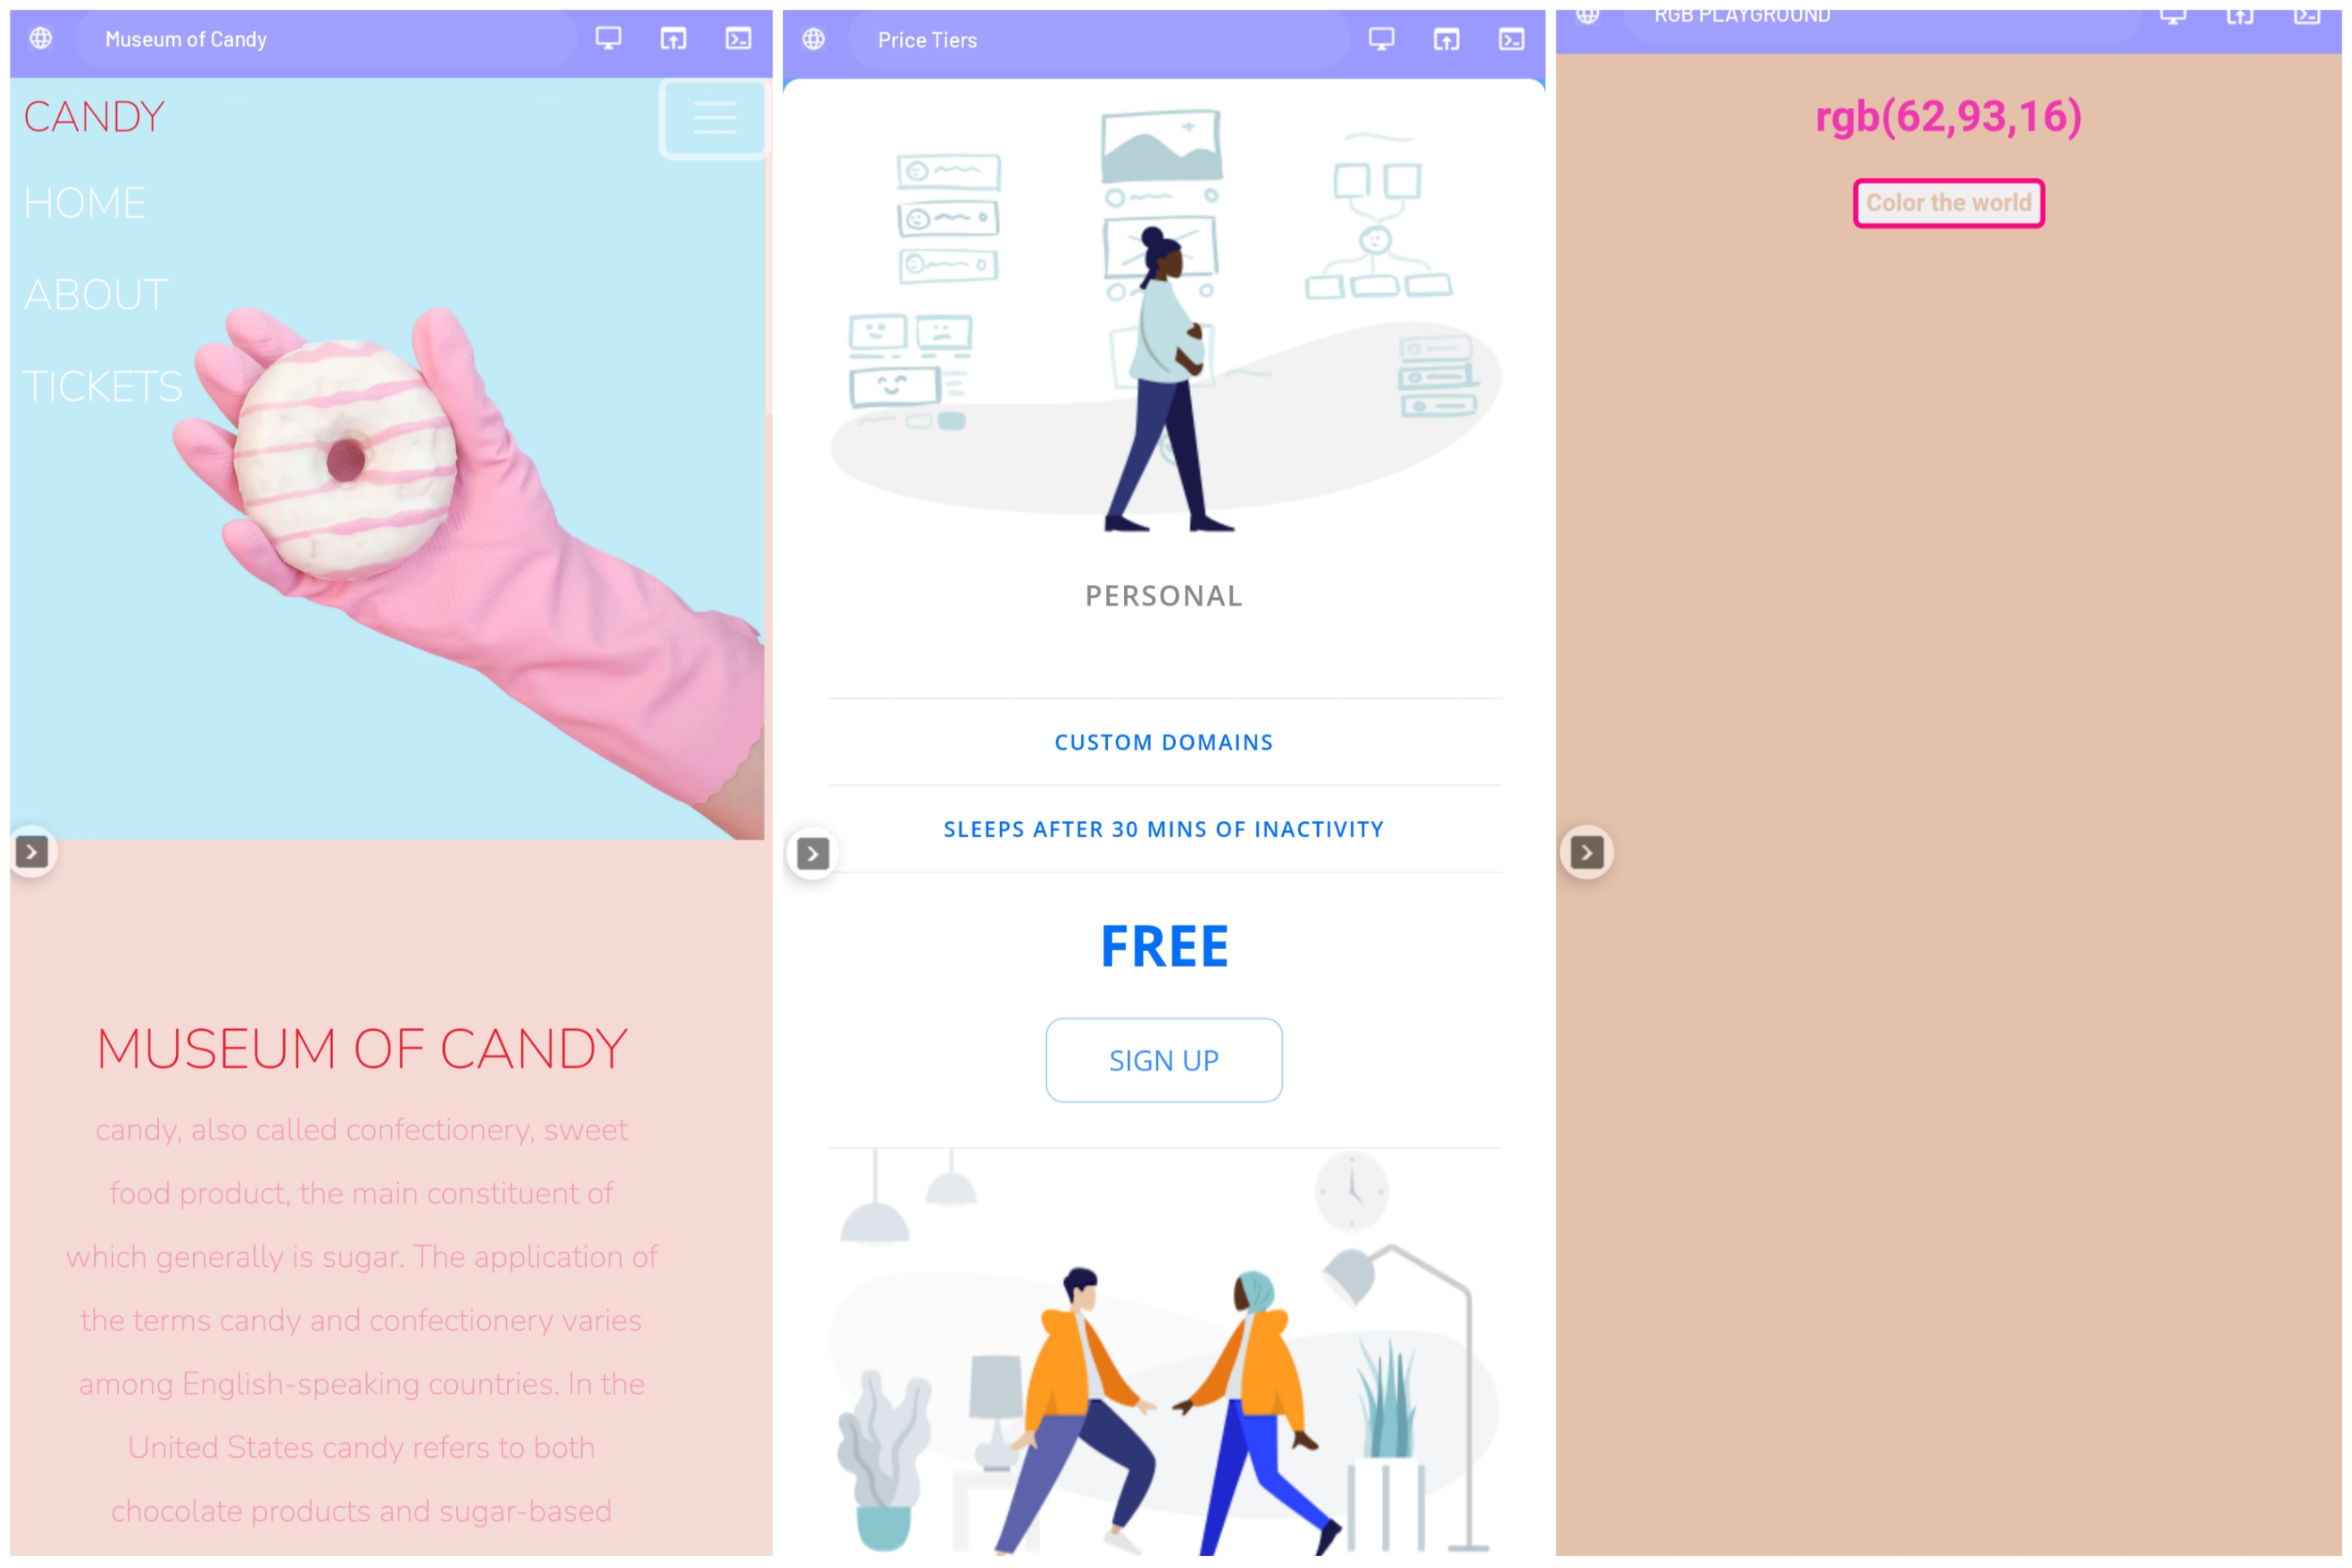 Museum of Candy
CANDY
HOME
ABOUT
TICKETS
MUSEUM OF CANDY
candy, also called confectionery, sweet
food product, the main constituent of
which generally is sugar. The application of
the terms candy and confectionery varies
among English-speaking countries. In the
United States candy refers to both
chocolate products and sugar-based
Price Tiers
PERSONAL
CUSTOM DOMAINS
SLEEPS AFTER 30 MINS OF INACTIVITY
FREE
SIGN UP
RGB PLAYGROUND
rgb(62,93,16)
Color the world